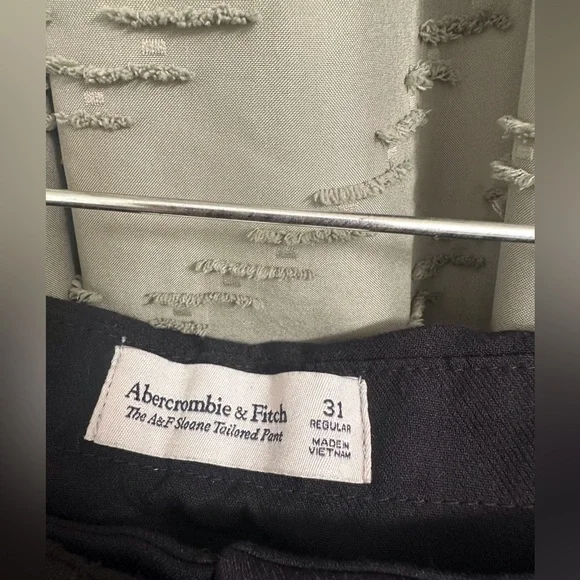 Abercrombie & Fitch
The A&F Sloane Tailored Pant
31
REGULAR
MADE IN
VIETNAM